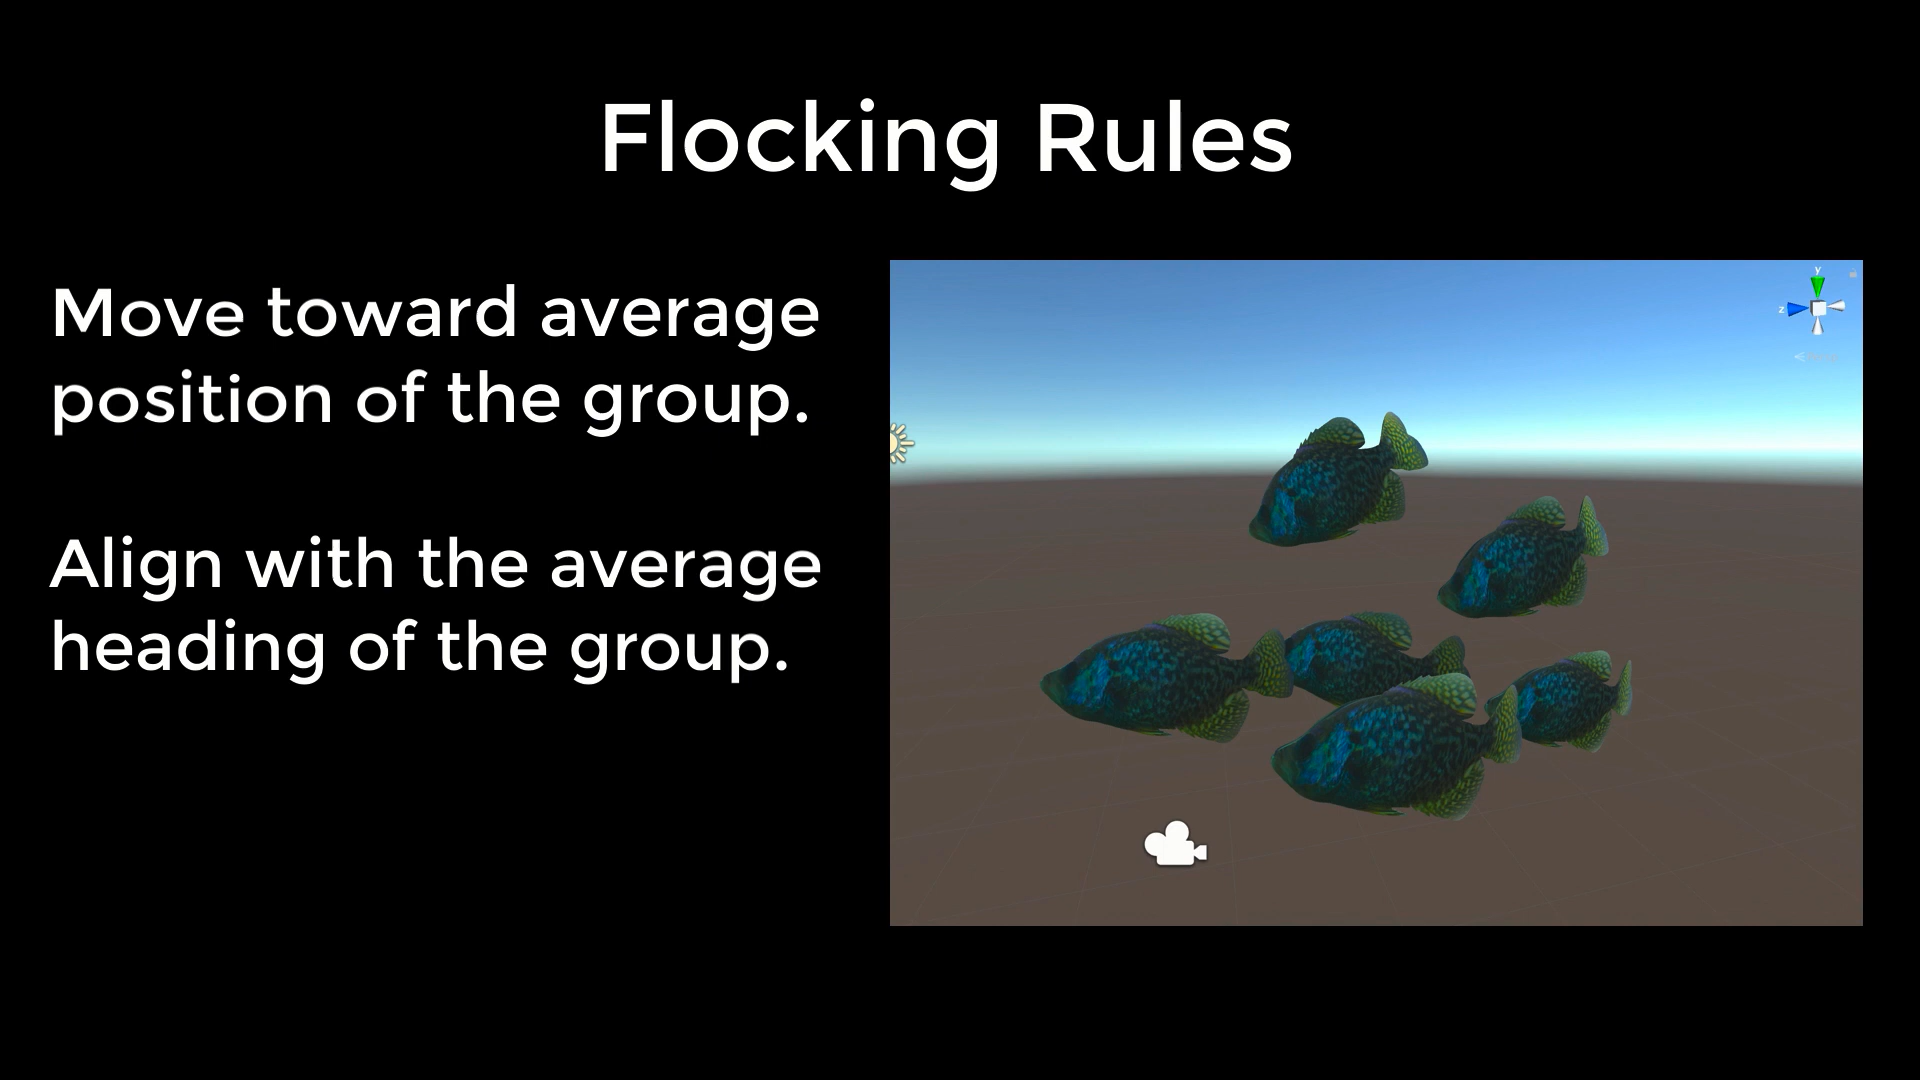 Flocking Rules
Move toward average
position of the group.
Align with the average
heading of the group.
y
z